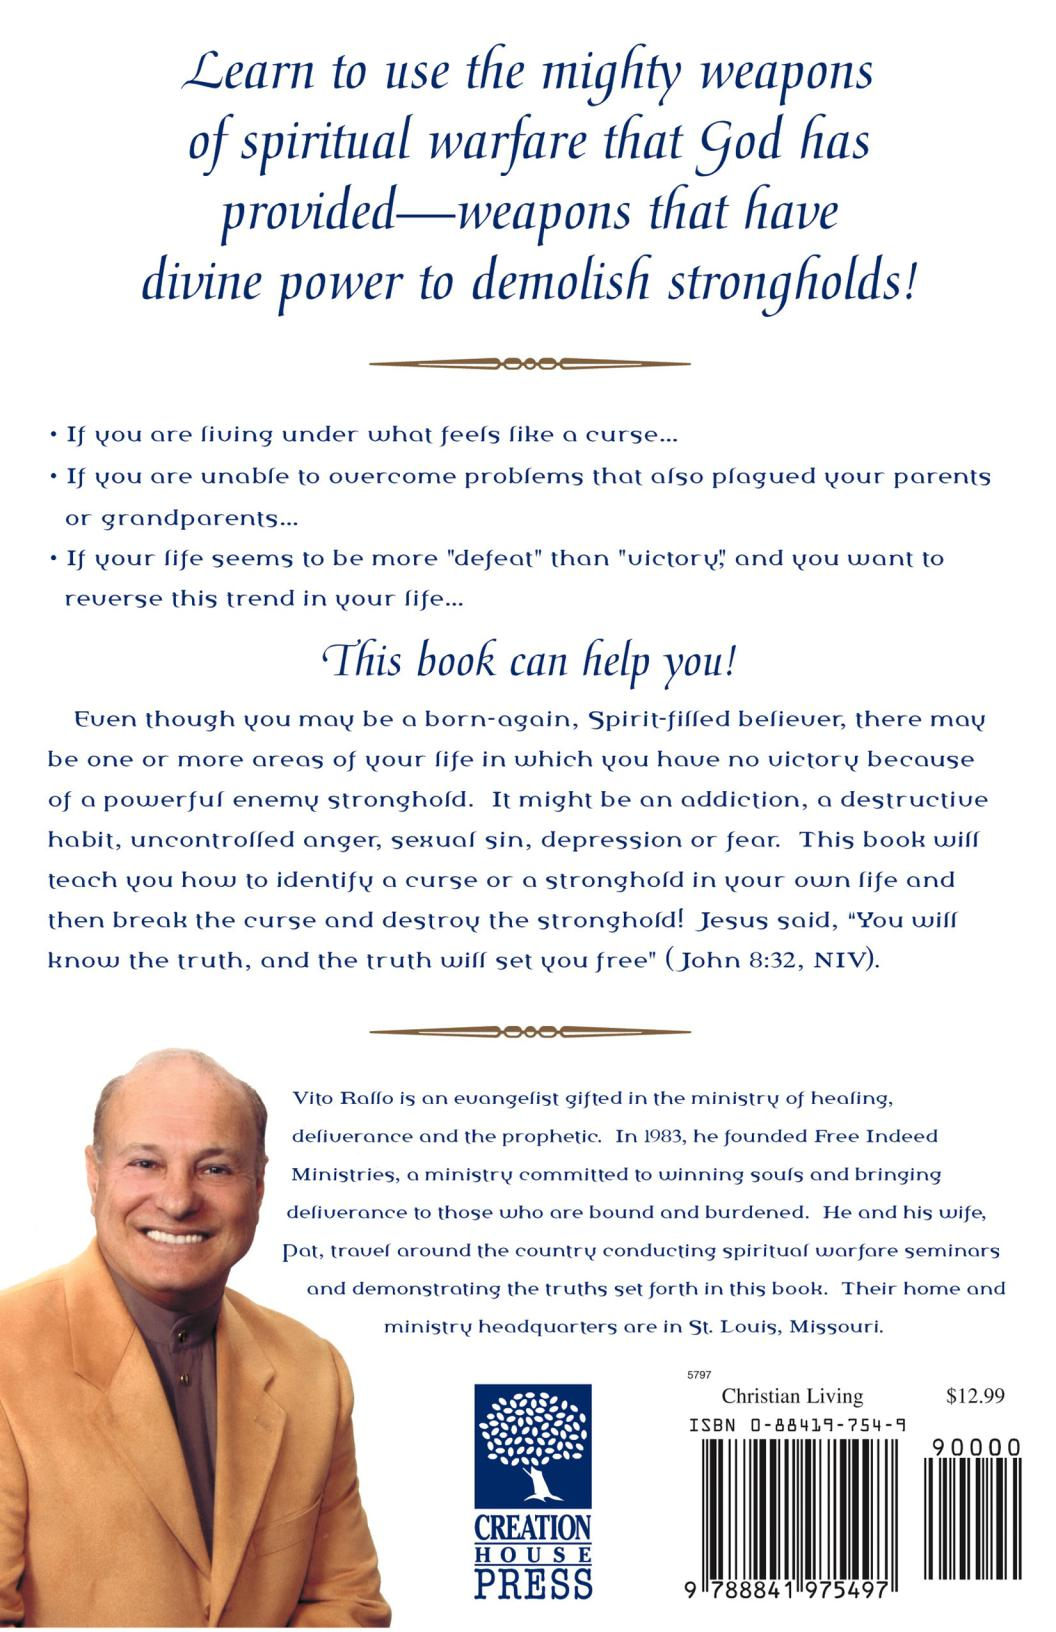 Learn to use the mighty weapons
of spiritual warfare that God has
provided—weapons that have
divine power to demolish strongholds!
• If you are living under what feels like a curse...
• If you are unable to overcome problems that also plagued your parents
or grandparents...
• If your life seems to be more "defeat" than "victory", and you want to
reverse this trend in your life...
This book can help you!
Even though you may be a born-again, Spirit-filled believer, there may
be one or more areas of your life in which you have no victory because
of a powerful enemy stronghold. It might be an addiction, a destructive
habit, uncontrolled anger, sexual sin, depression or fear. This book will
teach you how to identify a curse or a stronghold in your own life and
then break the curse and destroy the stronghold! Jesus said, “You will
know the truth, and the truth will set you free" (John 8:32, NIV).
Vito Rallo is an evangelist gifted in the ministry of healing,
deliverance and the prophetic. In 1983, he founded Free Indeed
Ministries, a ministry committed to winning souls and bringing
deliverance to those who are bound and burdened. He and his wife,
Pat, travel around the country conducting spiritual warfare seminars
and demonstrating the truths set forth in this book. Their home and
ministry headquarters are in St. Louis, Missouri.
CREATION
HOUSE
PRESS
5797
Christian Living $12.99
ISBN 0-88419-754-9
90000
9 788841 975497